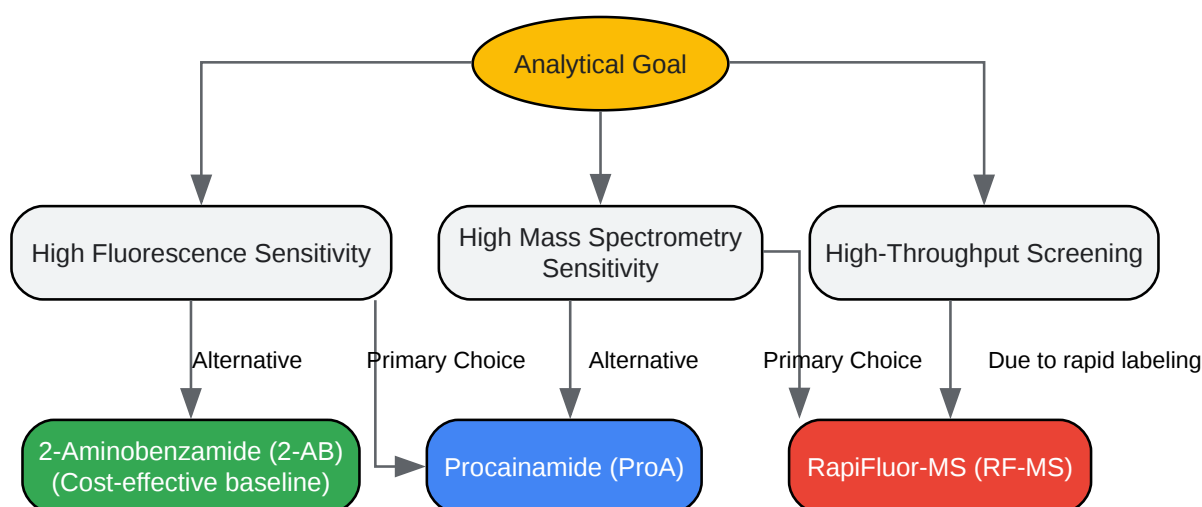 Analytical Goal
High Fluorescence Sensitivity
High Mass Spectrometry
Sensitivity
High-Throughput Screening
Alternative
Primary Choice
Alternative
Primary Choice
Due to rapid labeling
2-Aminobenzamide (2-AB)
(Cost-effective baseline)
Procainamide (ProA)
RapiFluor-MS (RF-MS)